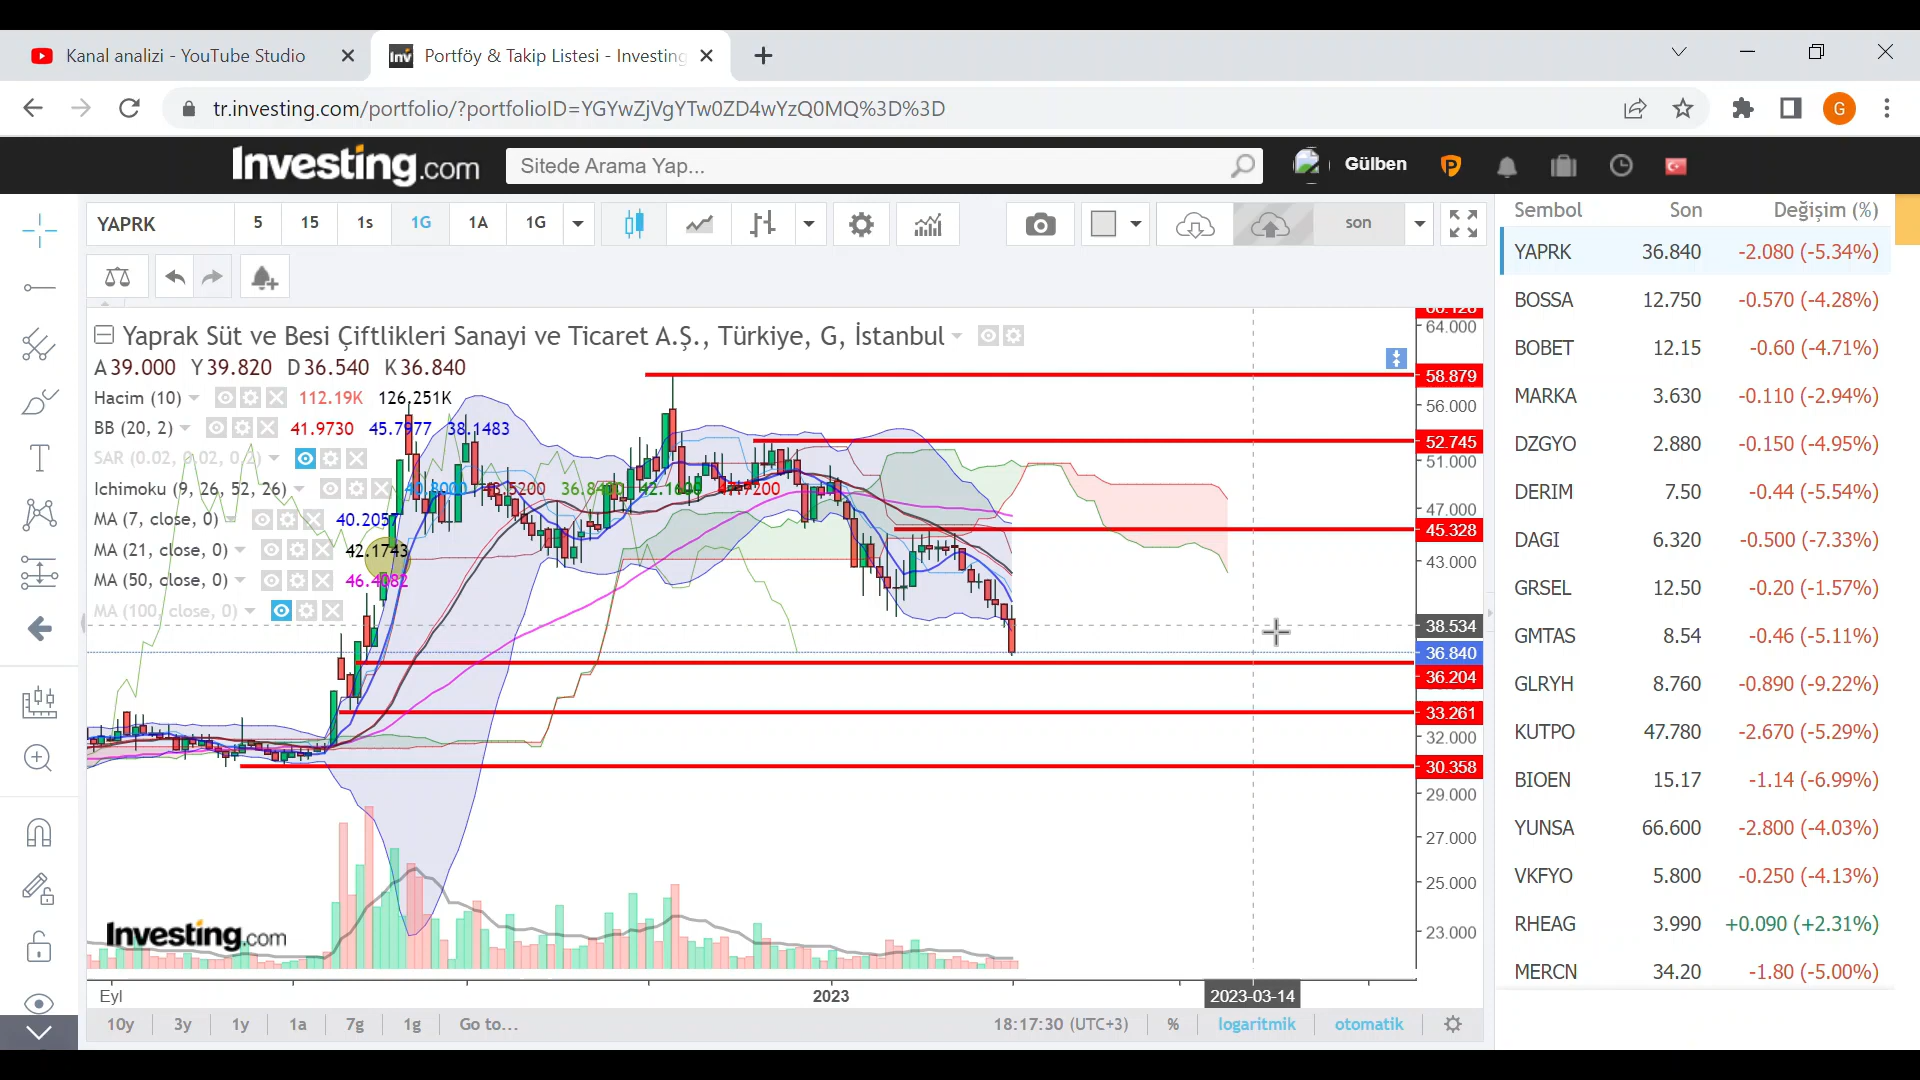 Kanal analizi - YouTube Studio
Portföy & Takip Listesi - Investing
tr.investing.com/portfolio/?portfolioID=YGYwZjVgYTw0ZD4wYzQ0MQ%3D%3D
G
Investing.com
Sitede Arama Yap...
Gülben
YAPRK 5 15 1s 1G 1A 1G son
Yaprak Süt ve Besi Çiftlikleri Sanayi ve Ticaret A.Ş., Türkiye, G, İstanbul
A 39.000 Y 39.820 D 36.540 K 36.840
Hacim (10) 112.19K 126.251K
BB (20, 2) 41.9730 45.7977 38.1483
SAR (0.02, 0.02, 0.2)
Ichimoku (9, 26, 52, 26)
MA (7, close, 0) 40.2057
MA (21, close, 0) 42.1743
MA (50, close, 0) 46.4082
MA (100, close, 0)
64.000
58.879
56.000
52.745
51.000
47.000
45.328
43.000
38.534
36.840
36.204
33.261
32.000
30.358
29.000
27.000
25.000
23.000
Investing.com
Eyl 2023 2023-03-14
10y 3y 1y 1a 7g 1g Go to... 18:17:30 (UTC+3) % logaritmik otomatik
Sembol Son Değişim (%)
YAPRK 36.840 -2.080 (-5.34%)
BOSSA 12.750 -0.570 (-4.28%)
BOBET 12.15 -0.60 (-4.71%)
MARKA 3.630 -0.110 (-2.94%)
DZGYO 2.880 -0.150 (-4.95%)
DERIM 7.50 -0.44 (-5.54%)
DAGI 6.320 -0.500 (-7.33%)
GRSEL 12.50 -0.20 (-1.57%)
GMTAS 8.54 -0.46 (-5.11%)
GLRYH 8.760 -0.890 (-9.22%)
KUTPO 47.780 -2.670 (-5.29%)
BIOEN 15.17 -1.14 (-6.99%)
YUNSA 66.600 -2.800 (-4.03%)
VKFYO 5.800 -0.250 (-4.13%)
RHEAG 3.990 +0.090 (+2.31%)
MERCN 34.20 -1.80 (-5.00%)